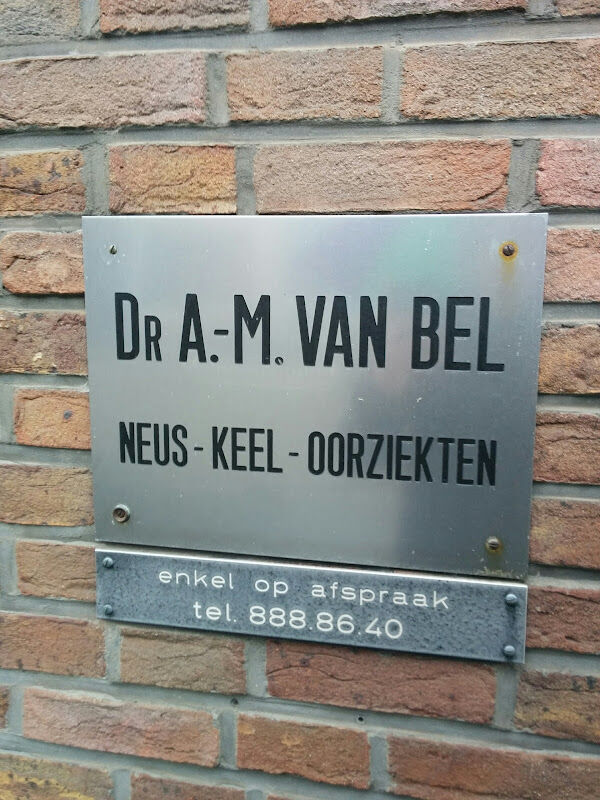 DR A.-M. VAN BEL
NEUS - KEEL - OORZIEKTEN
enkel op afspraak
tel. 888.86.40